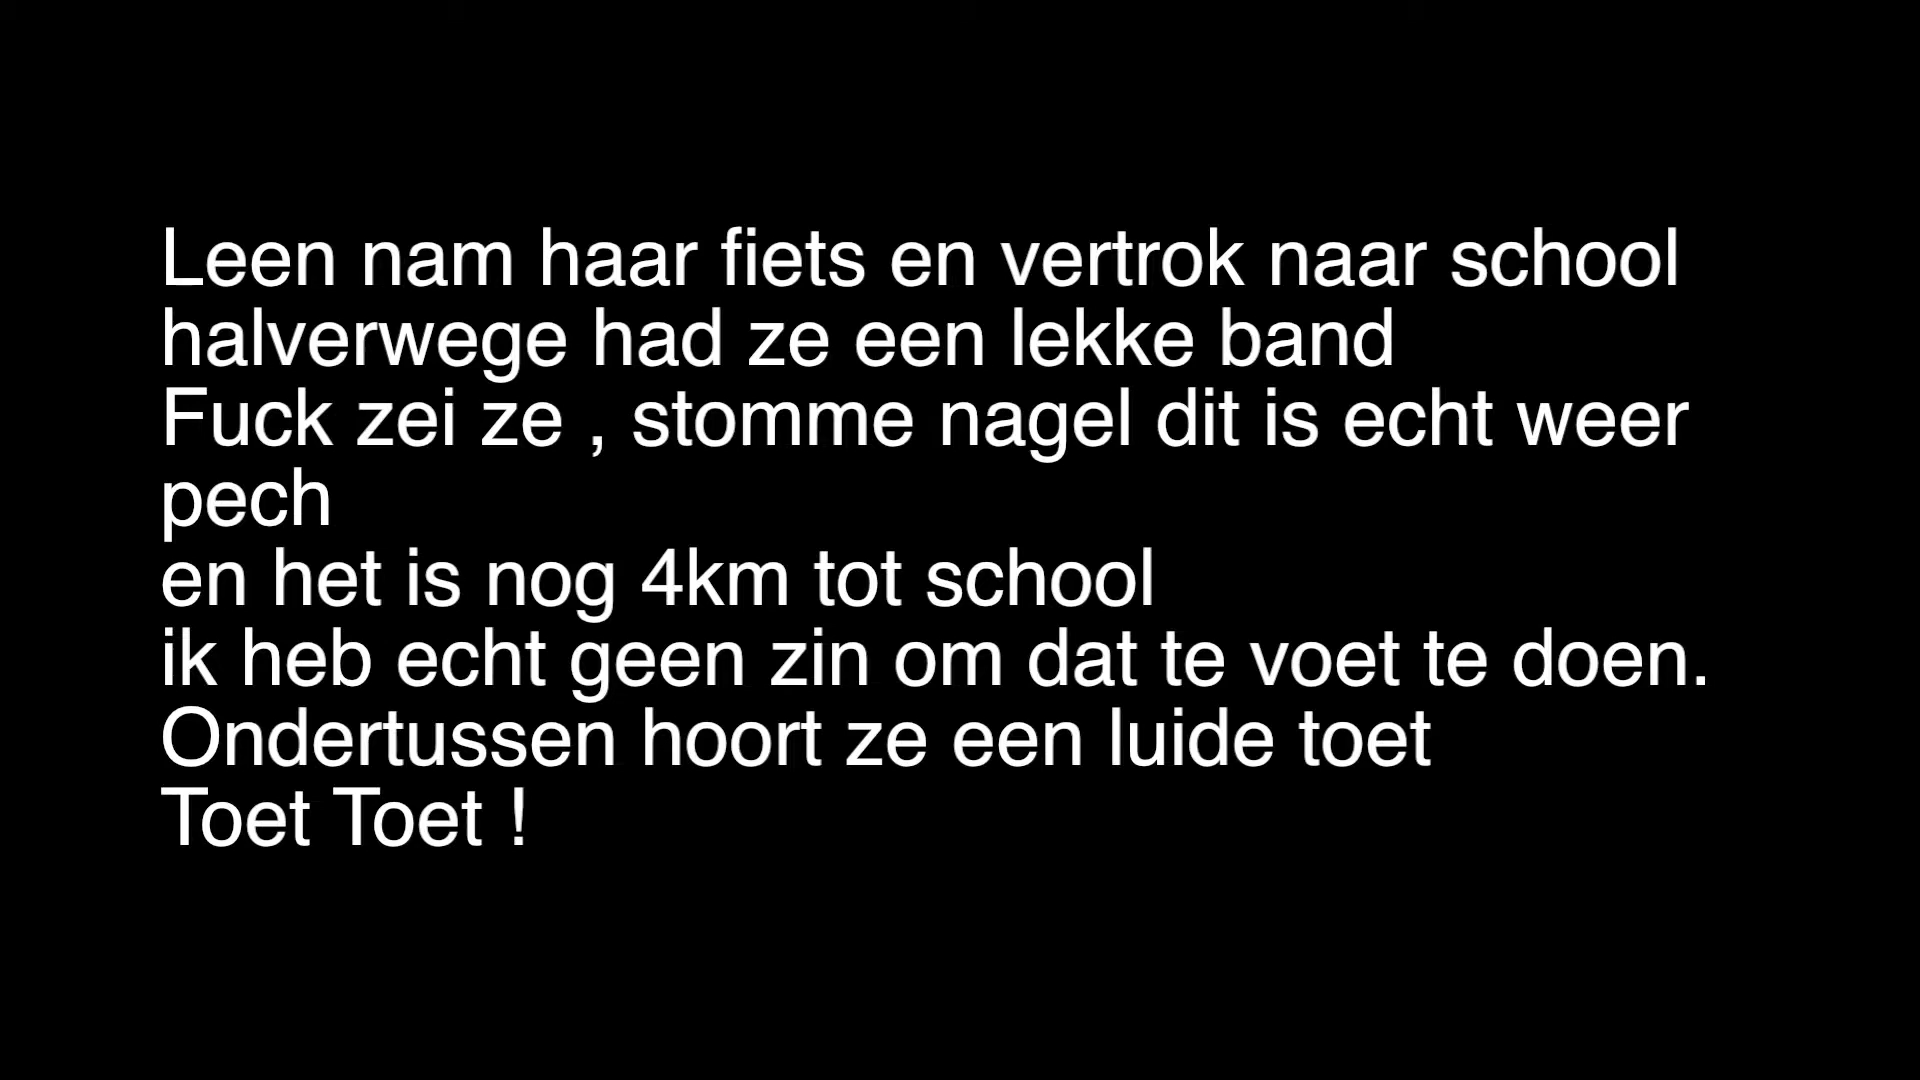 Leen nam haar fiets en vertrok naar school
halverwege had ze een lekke band
Fuck zei ze , stomme nagel dit is echt weer
pech
en het is nog 4km tot school
ik heb echt geen zin om dat te voet te doen.
Ondertussen hoort ze een luide toet
Toet Toet !